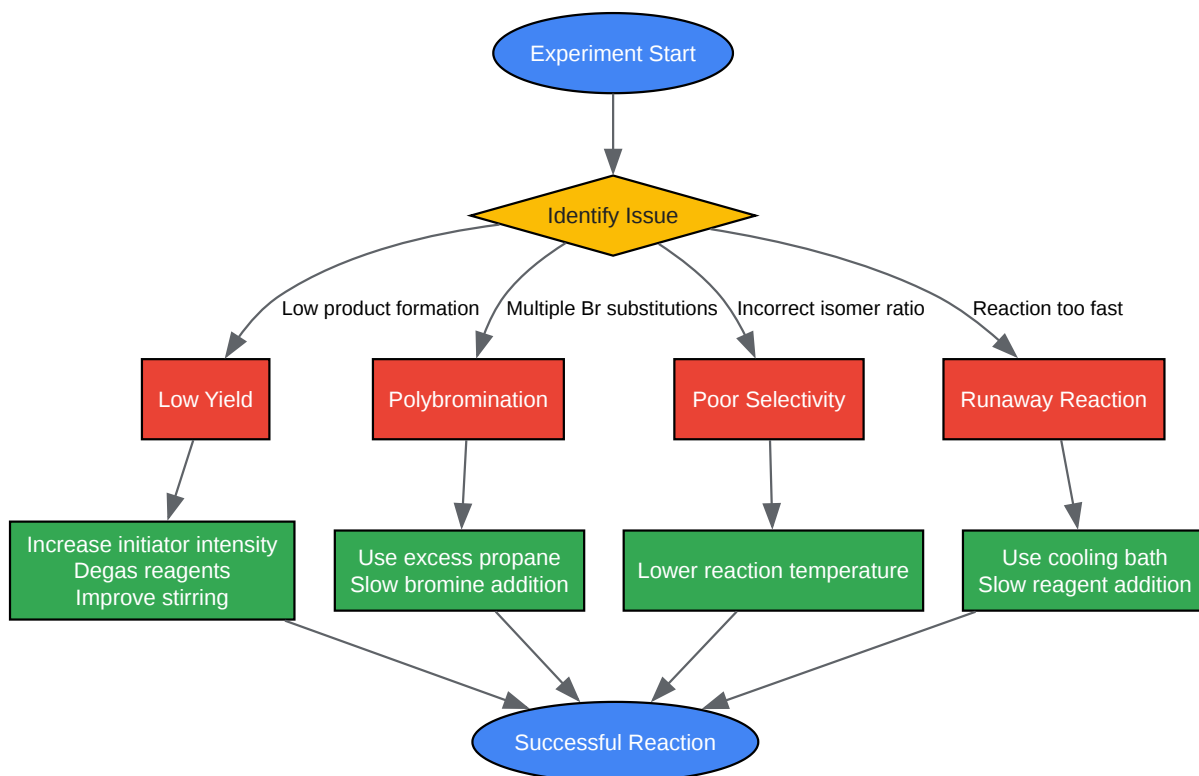 Experiment Start
Identify Issue
Low product formation
Multiple Br substitutions
Incorrect isomer ratio
Reaction too fast
Low Yield
Polybromination
Poor Selectivity
Runaway Reaction
Increase initiator intensity
Degas reagents
Improve stirring
Use excess propane
Slow bromine addition
Lower reaction temperature
Use cooling bath
Slow reagent addition
Successful Reaction